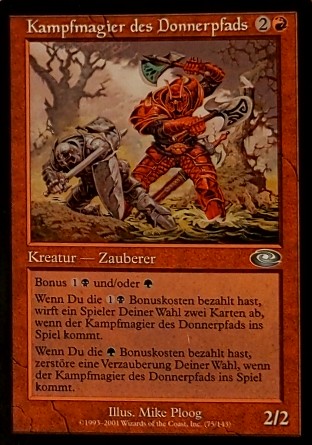 Kampfmagier des Donnerpfads 2
Kreatur — Zauberer
Bonus 1 und/oder
Wenn Du die 1 Bonuskosten bezahlt hast,
wirft ein Spieler Deiner Wahl zwei Karten ab,
wenn der Kampfmagier des Donnerpfads ins
Spiel kommt.
Wenn Du die Bonuskosten bezahlt hast,
zerstöre eine Verzauberung Deiner Wahl, wenn
der Kampfmagier des Donnerpfads ins Spiel
kommt.
Illus. Mike Ploog
©1993-2001 Wizards of the Coast, Inc. (75/143)
2/2